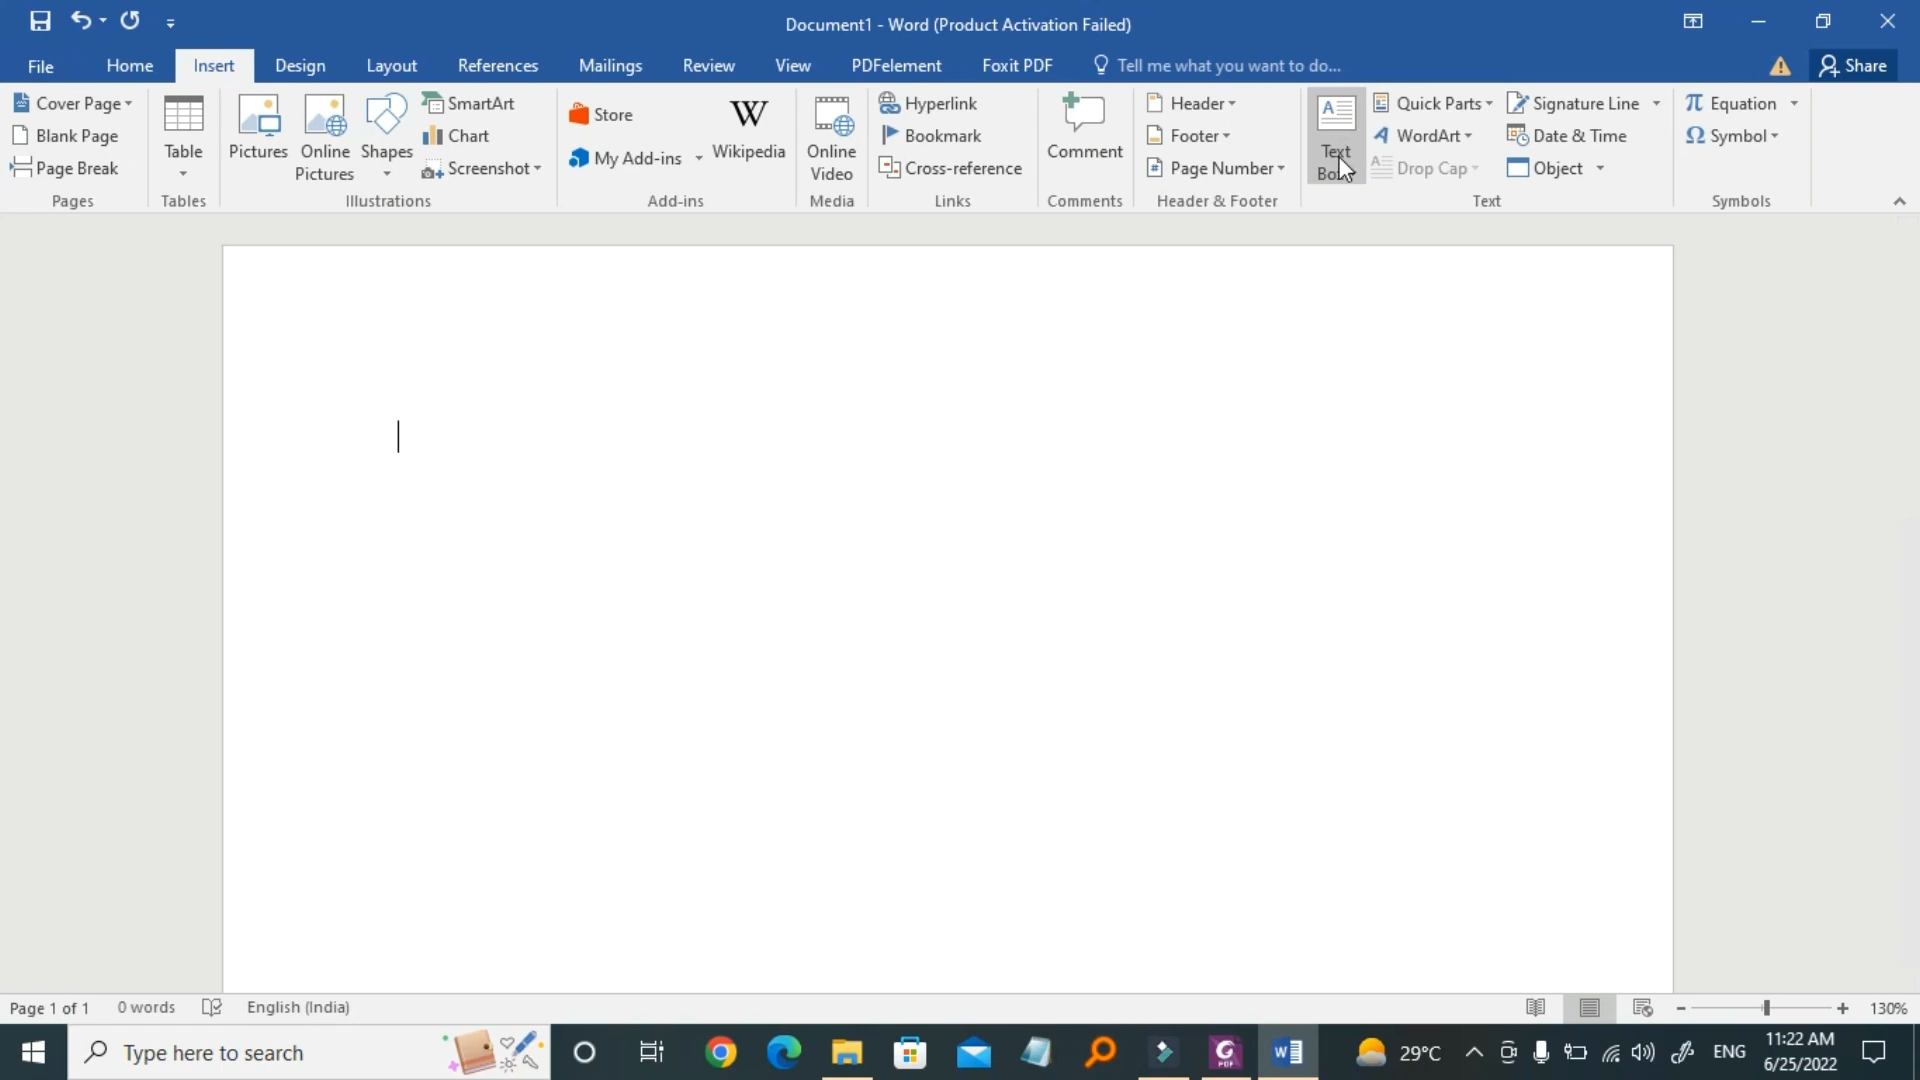 Document1 - Word (Product Activation Failed)
File Home Insert Design Layout References Mailings Review View PDFelement Foxit PDF Tell me what you want to do... Share
Cover Page
Blank Page
Page Break
Pages
Table
Tables
Pictures
Online
Pictures
Shapes
SmartArt
Chart
Screenshot
Illustrations
Store
My Add-ins
Wikipedia
Add-ins
Online
Video
Media
Hyperlink
Bookmark
Cross-reference
Links
Comment
Comments
Header
Footer
Page Number
Header & Footer
Text
Quick Parts
WordArt
Drop Cap
Signature Line
Date & Time
Object
Text
Equation
Symbol
Symbols
Page 1 of 1 0 words English (India) 130%
Type here to search
29°C
ENG
11:22 AM
6/25/2022